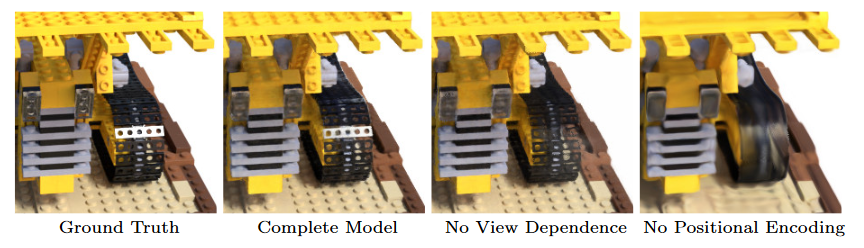 Ground Truth
Complete Model
No View Dependence
No Positional Encoding